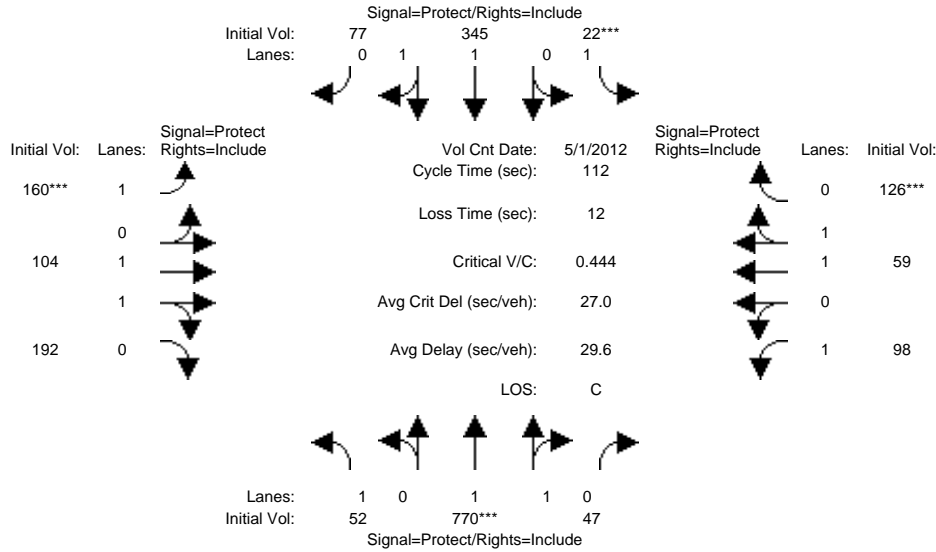 Signal=Protect/Rights=Include
Initial Vol: 77 345 22***
Lanes: 0 1 1 0 1
Signal=Protect Signal=Protect
Initial Vol: Lanes: Rights=Include Vol Cnt Date: 5/1/2012 Rights=Include Lanes: Initial Vol:
Cycle Time (sec): 112
160*** 1 0 126***
Loss Time (sec): 12
0 1
104 1 Critical V/C: 0.444 1 59
1 Avg Crit Del (sec/veh): 27.0 0
192 0 Avg Delay (sec/veh): 29.6 1 98
LOS: C
Lanes: 1 0 1 1 0
Initial Vol: 52 770*** 47
Signal=Protect/Rights=Include